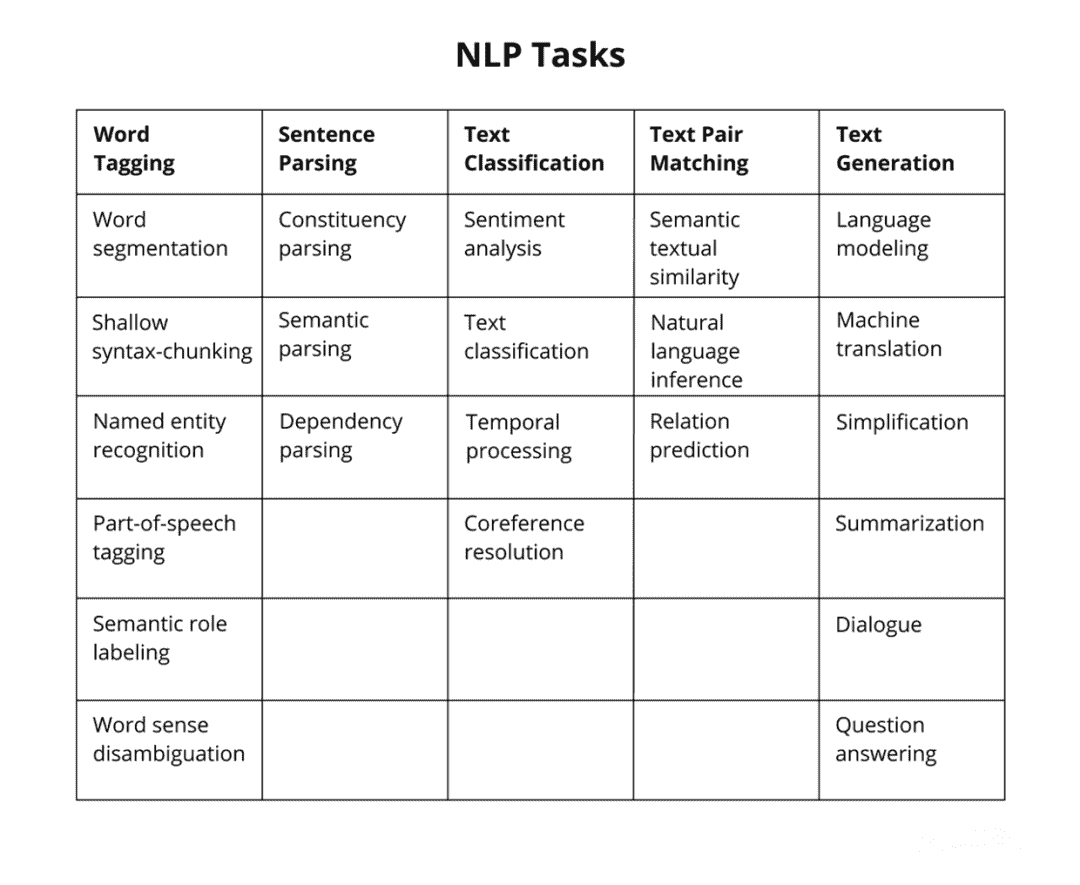 NLP Tasks
Word
Tagging
Sentence
Parsing
Text
Classification
Text Pair
Matching
Text
Generation
Word
segmentation
Constituency
parsing
Sentiment
analysis
Semantic
textual
similarity
Language
modeling
Shallow
syntax-chunking
Semantic
parsing
Text
classification
Natural
language
inference
Machine
translation
Named entity
recognition
Dependency
parsing
Temporal
processing
Relation
prediction
Simplification
Part-of-speech
tagging
Coreference
resolution
Summarization
Semantic role
labeling
Dialogue
Word sense
disambiguation
Question
answering